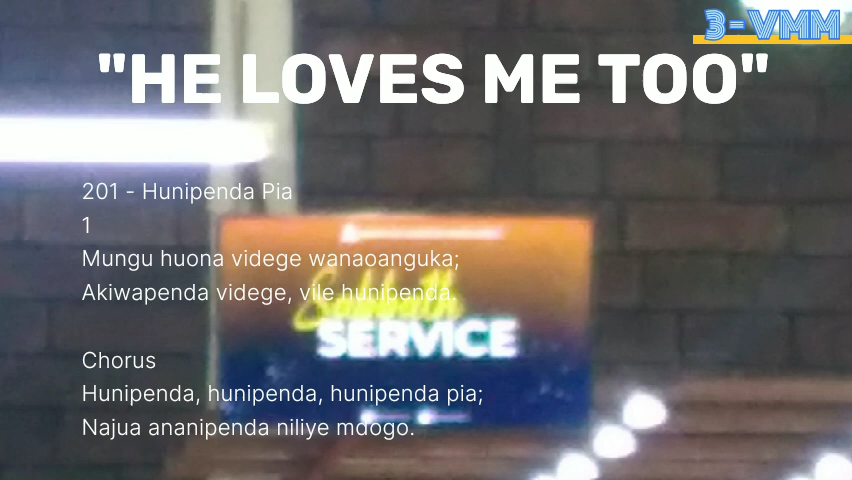 3-VMM
"HE LOVES ME TOO"
201 - Hunipenda Pia
1
Mungu huona videge wanaoanguka;
Akiwapenda videge, vile hunipenda.
Sabbath
SERVICE
Chorus
Hunipenda, hunipenda, hunipenda pia;
Najua ananipenda niliye mdogo.